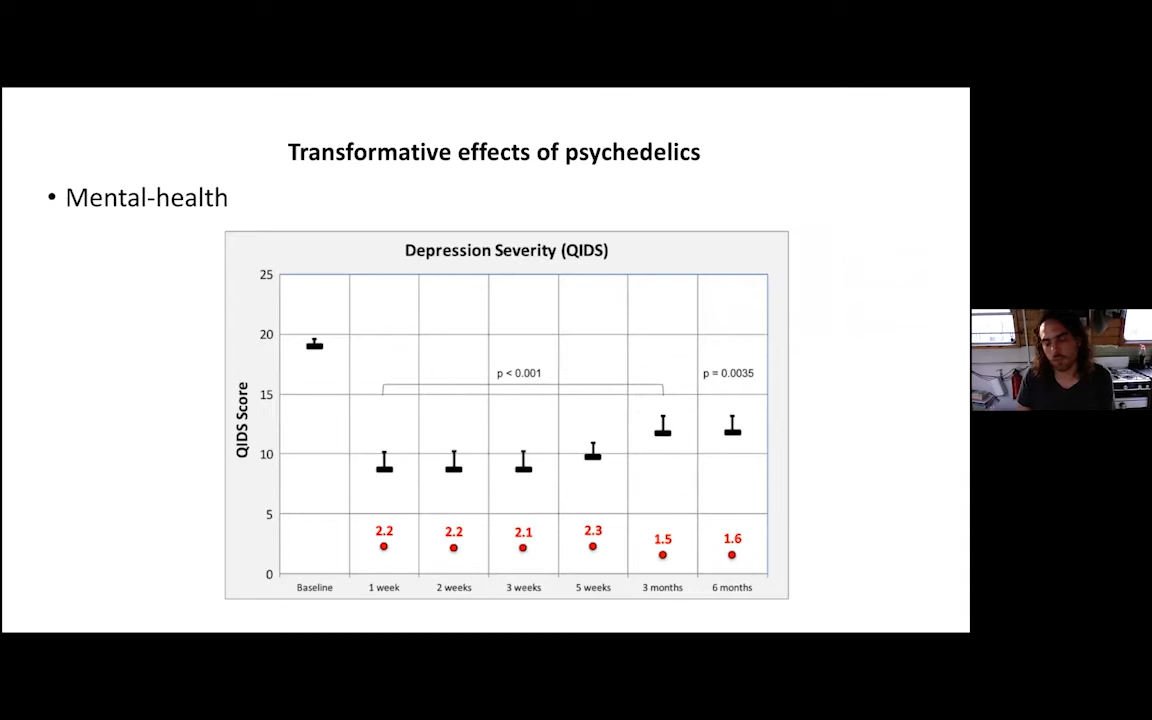 Transformative effects of psychedelics
• Mental-health
Depression Severity (QIDS)
QIDS Score
25
20
15
10
5
0
p < 0.001
p = 0.0035
2.2
2.2
2.1
2.3
1.5
1.6
Baseline
1 week
2 weeks
3 weeks
5 weeks
3 months
6 months